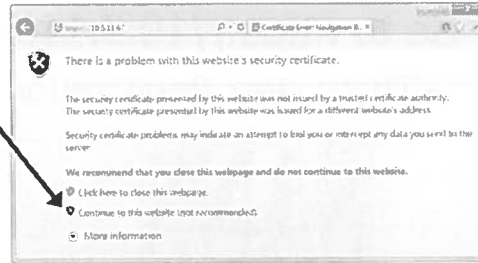 Certificate Error: Navigation B...
There is a problem with this website's security certificate.
The security certificate presented by this website was not issued by a trusted certificate authority.
The security certificate presented by this website was issued for a different website's address.
Security certificate problems may indicate an attempt to fool you or intercept any data you send to the
server.
We recommend that you close this webpage and do not continue to this website.
Click here to close this webpage.
Continue to this website (not recommended).
More information